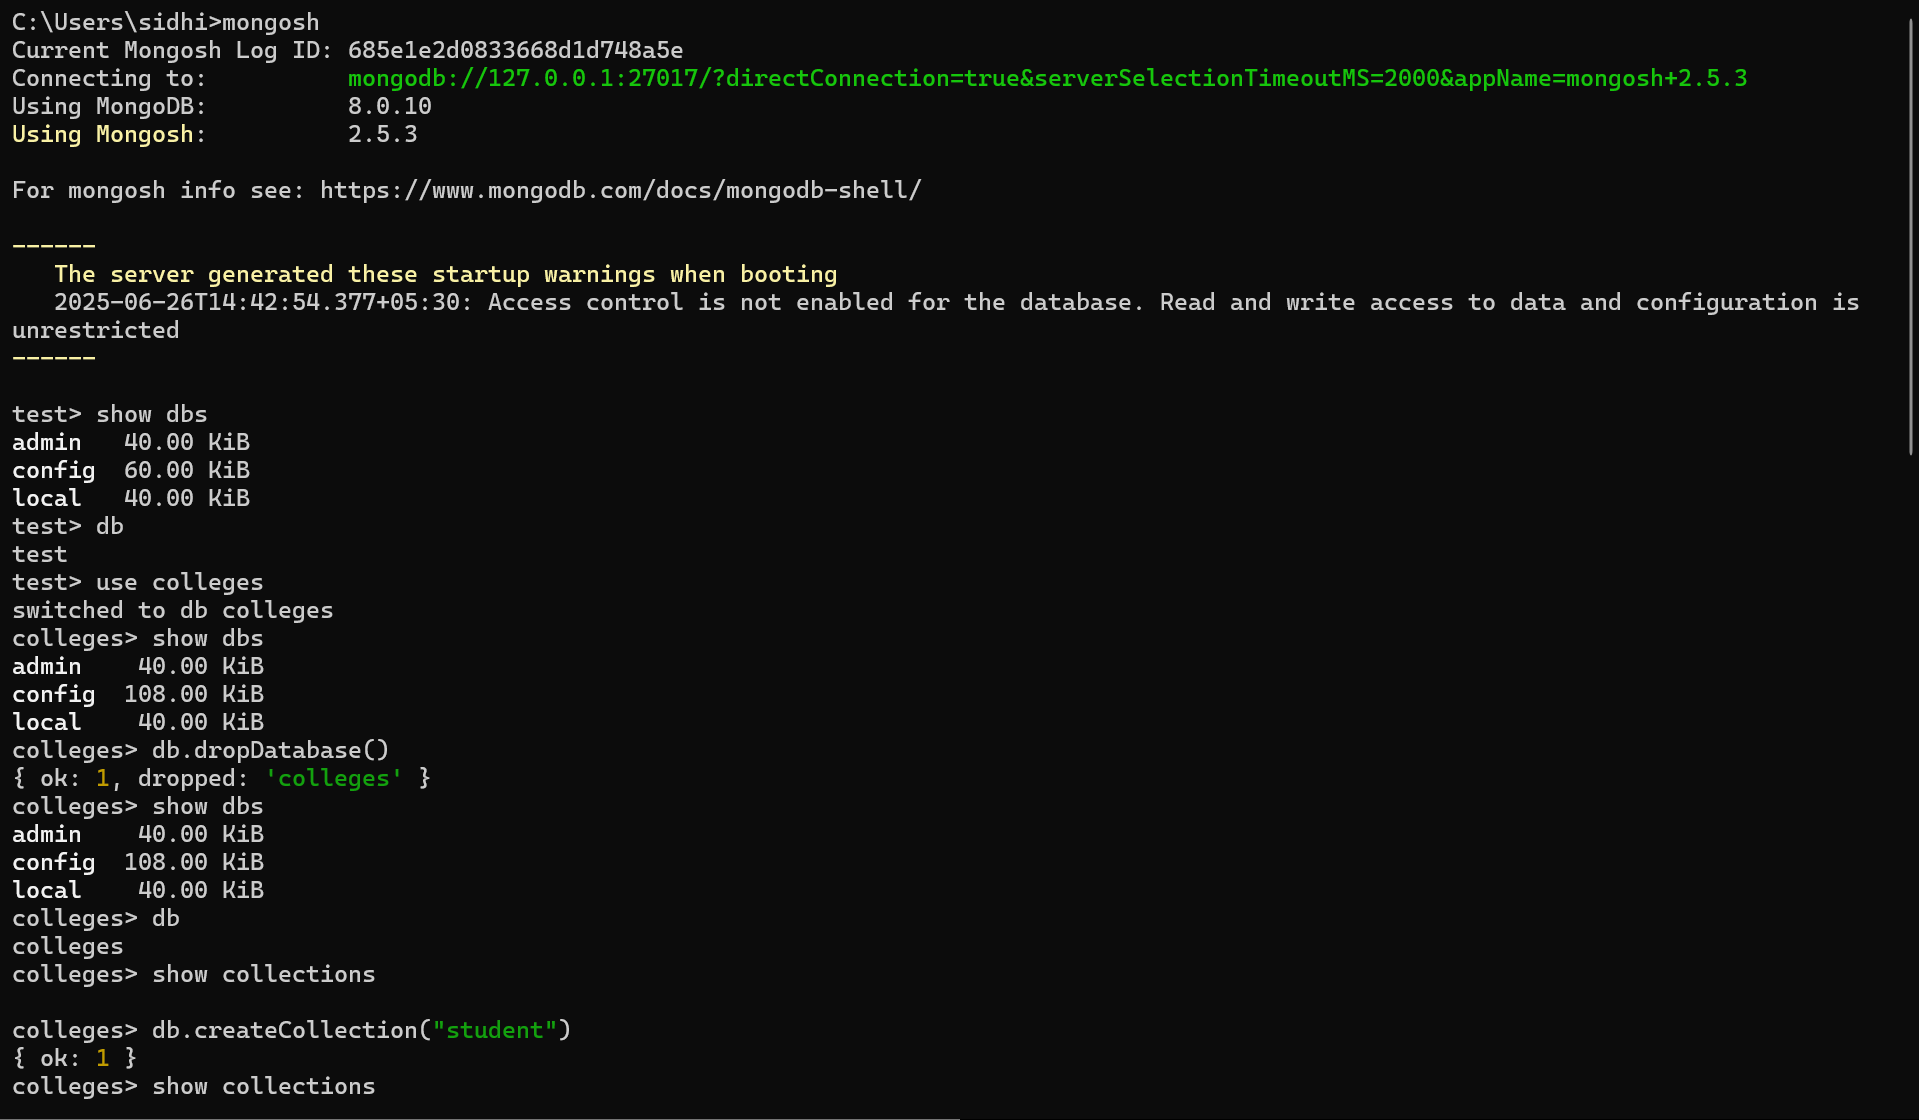 C:\Users\sidhi>mongosh
Current Mongosh Log ID: 685e1e2d0833668d1d748a5e
Connecting to:          mongodb://127.0.0.1:27017/?directConnection=true&serverSelectionTimeoutMS=2000&appName=mongosh+2.5.3
Using MongoDB:          8.0.10
Using Mongosh:          2.5.3

For mongosh info see: https://www.mongodb.com/docs/mongodb-shell/

------
   The server generated these startup warnings when booting
   2025-06-26T14:42:54.377+05:30: Access control is not enabled for the database. Read and write access to data and configuration is
unrestricted
------

test> show dbs
admin   40.00 KiB
config  60.00 KiB
local   40.00 KiB
test> db
test
test> use colleges
switched to db colleges
colleges> show dbs
admin    40.00 KiB
config  108.00 KiB
local    40.00 KiB
colleges> db.dropDatabase()
{ ok: 1, dropped: 'colleges' }
colleges> show dbs
admin    40.00 KiB
config  108.00 KiB
local    40.00 KiB
colleges> db
colleges
colleges> show collections

colleges> db.createCollection("student")
{ ok: 1 }
colleges> show collections